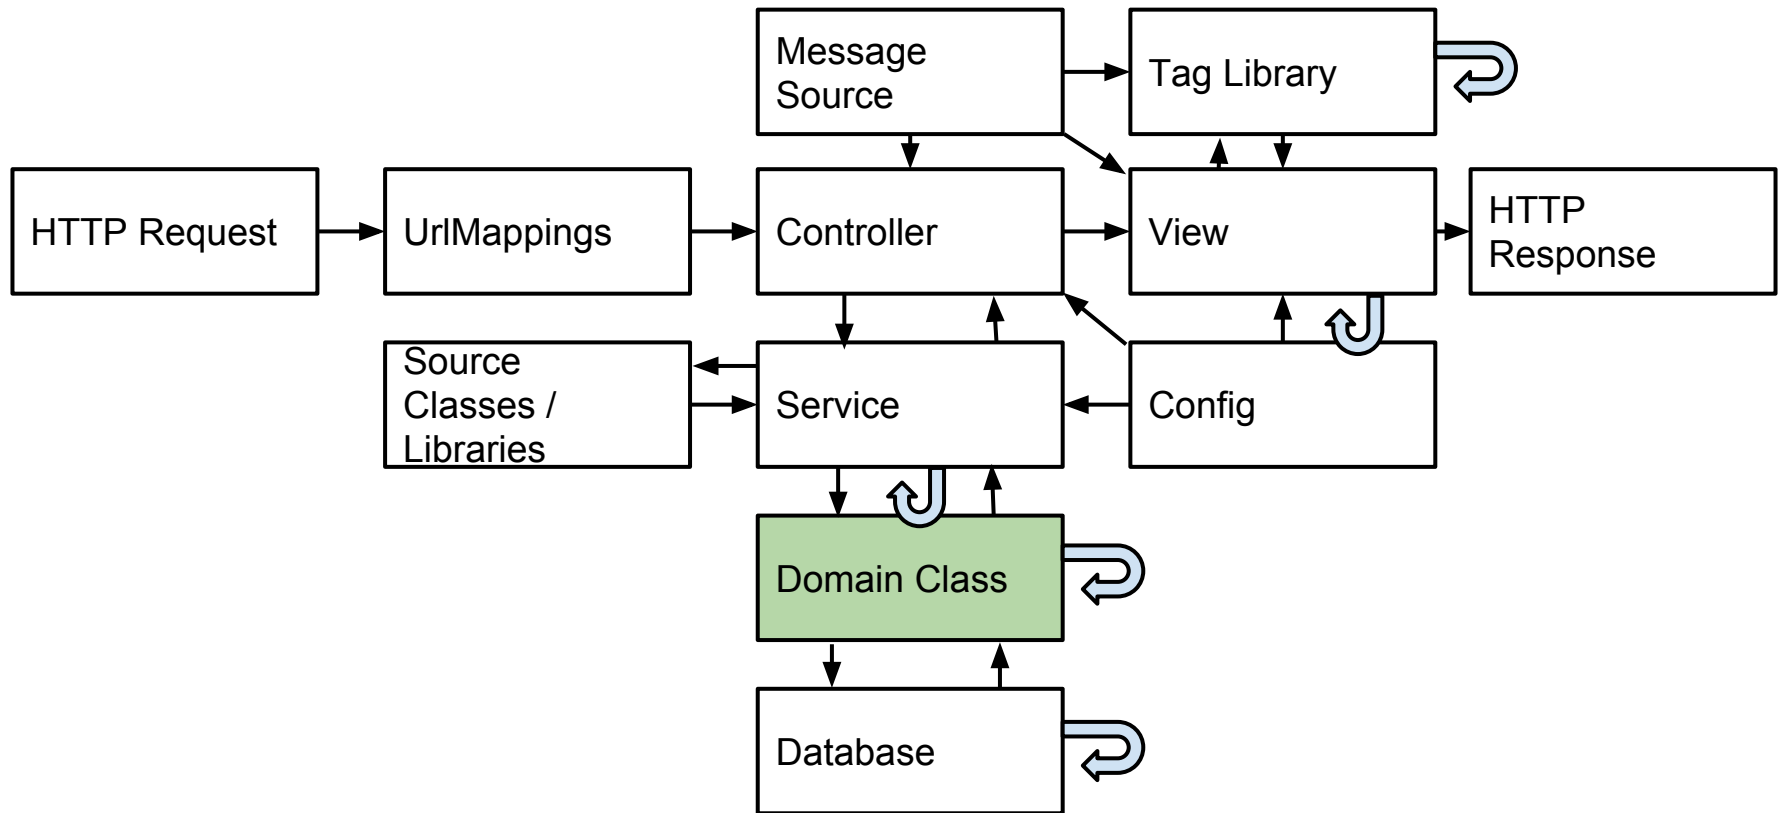 Message
Source
Tag Library
HTTP Request
UrlMappings
Controller
View
HTTP
Response
Source
Classes /
Libraries
Service
Config
Domain Class
Database